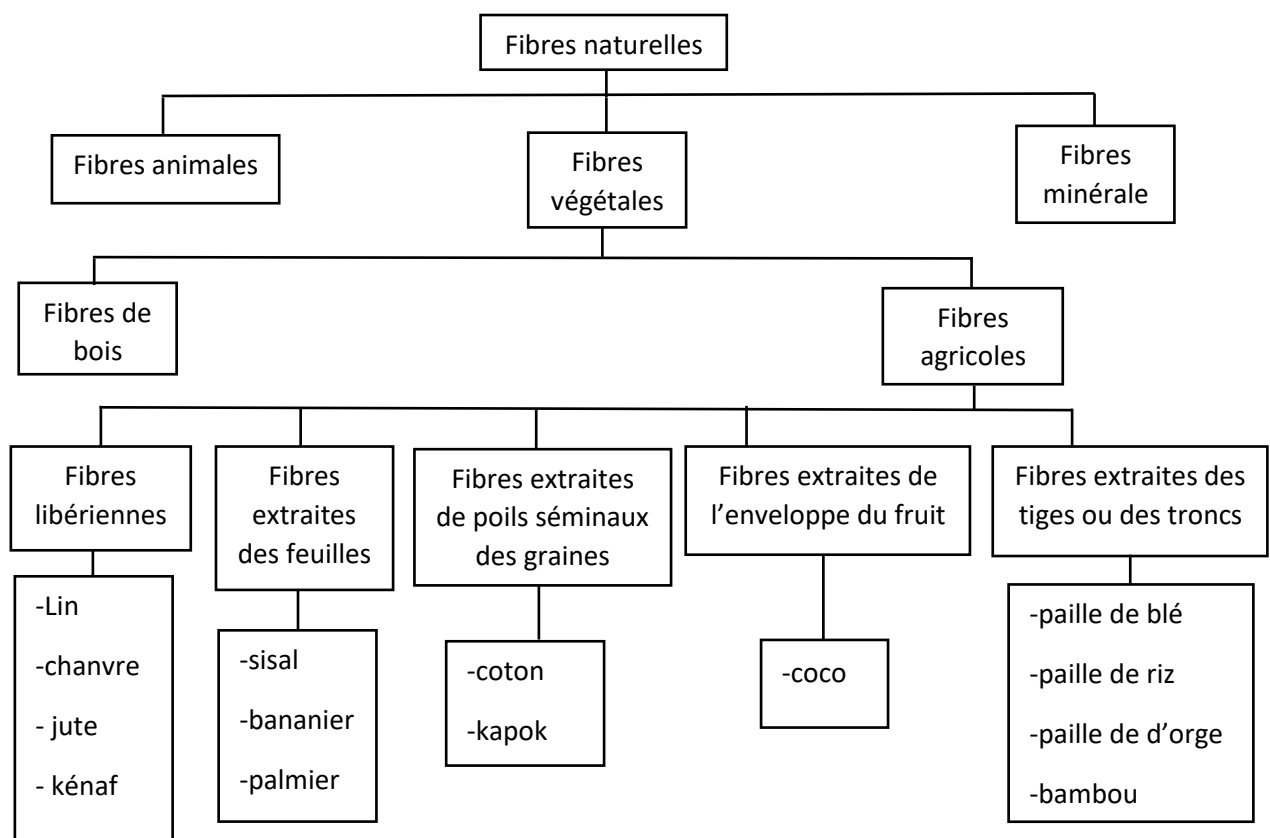 Fibres naturelles
Fibres animales
Fibres
végétales
Fibres
minérale
Fibres de
bois
Fibres
agricoles
Fibres
libériennes
Fibres
extraites
des feuilles
Fibres extraites
de poils séminaux
des graines
Fibres extraites de
l’enveloppe du fruit
Fibres extraites des
tiges ou des troncs
-Lin
-chanvre
- jute
- kénaf
-sisal
-bananier
-palmier
-coton
-kapok
-coco
-paille de blé
-paille de riz
-paille de d’orge
-bambou